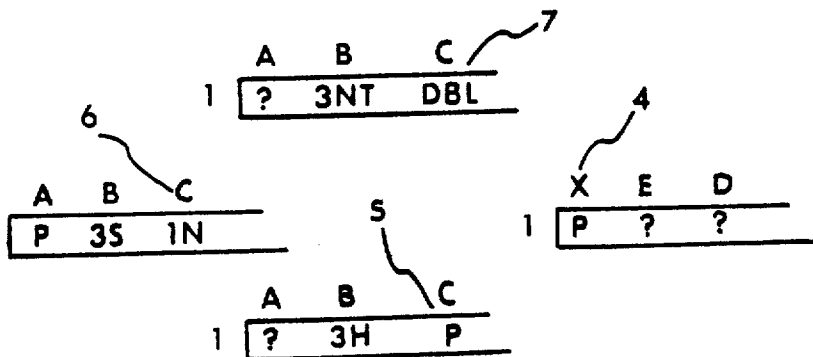 7
A B C
1 ? 3NT DBL
6
4
A B C
P 3S 1N
X E D
1 P ? ?
5
A B C
1 ? 3H P